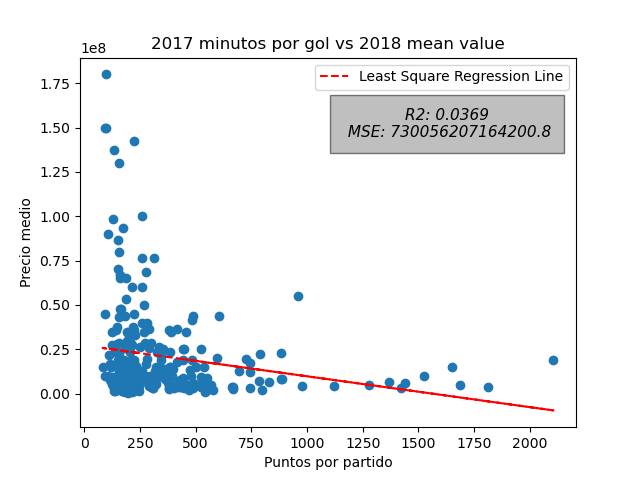 2017 minutos por gol vs 2018 mean value
1e8
Least Square Regression Line
R2: 0.0369
MSE: 730056207164200.8
1.75
1.50
1.25
1.00
0.75
0.50
0.25
0.00
Precio medio
0 250 500 750 1000 1250 1500 1750 2000
Puntos por partido